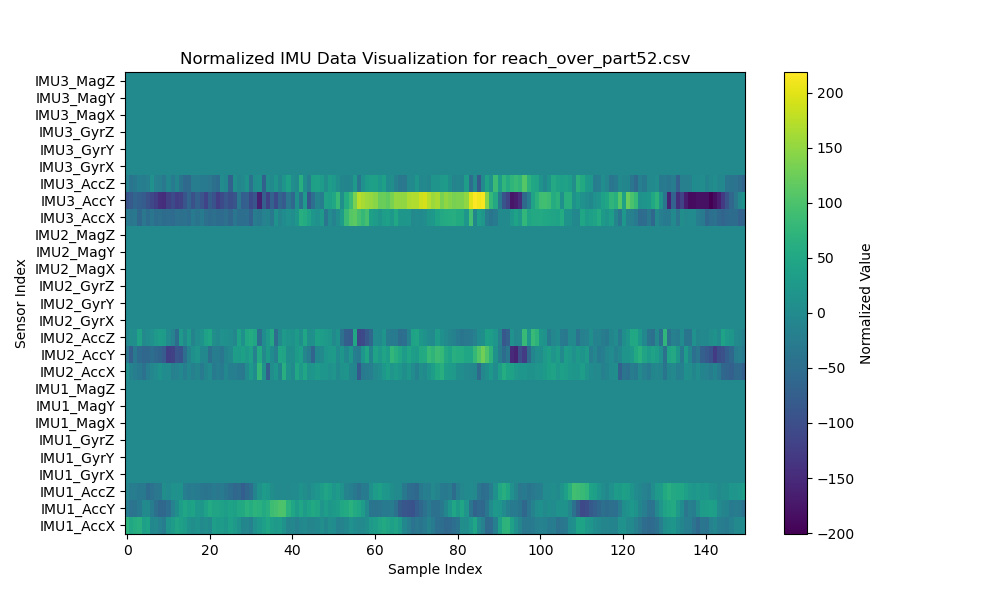 Normalized IMU Data Visualization for reach_over_part52.csv
IMU3_MagZ
IMU3_MagY
IMU3_MagX
IMU3_GyrZ
IMU3_GyrY
IMU3_GyrX
IMU3_AccZ
IMU3_AccY
IMU3_AccX
IMU2_MagZ
IMU2_MagY
IMU2_MagX
IMU2_GyrZ
IMU2_GyrY
IMU2_GyrX
IMU2_AccZ
IMU2_AccY
IMU2_AccX
IMU1_MagZ
IMU1_MagY
IMU1_MagX
IMU1_GyrZ
IMU1_GyrY
IMU1_GyrX
IMU1_AccZ
IMU1_AccY
IMU1_AccX
Sensor Index
0 20 40 60 80 100 120 140
Sample Index
200
150
100
50
0
−50
−100
−150
−200
Normalized Value